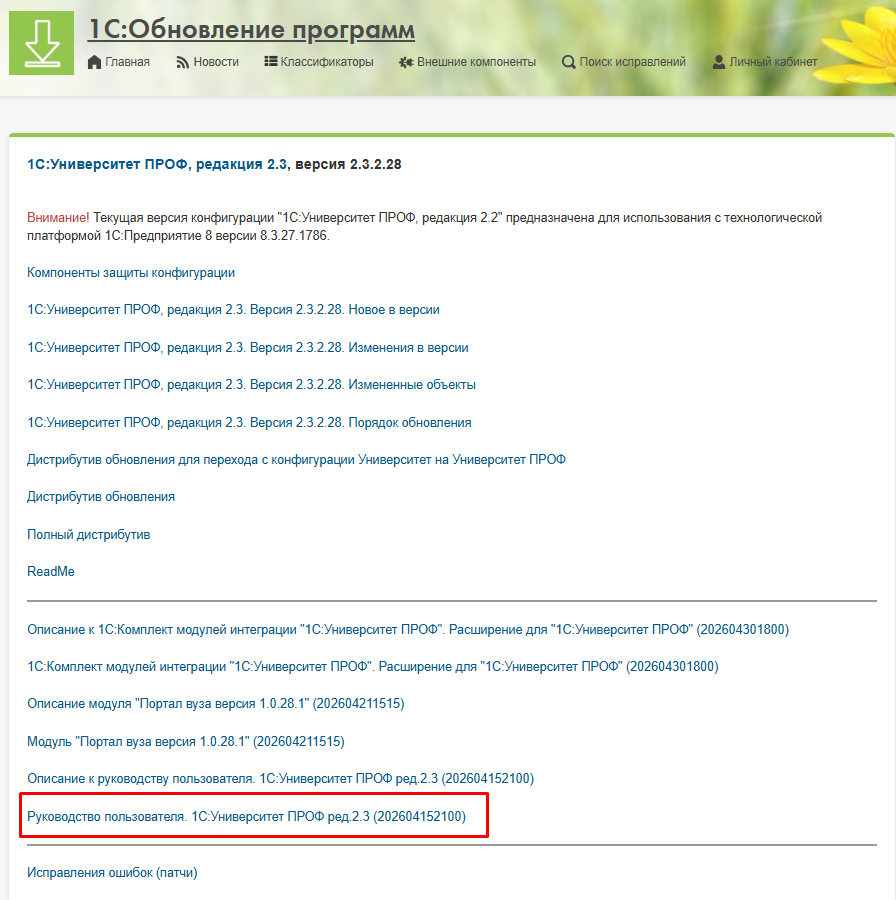 1С:Обновление программ
Главная Новости Классификаторы Внешние компоненты Поиск исправлений Личный кабинет
1С:Университет ПРОФ, редакция 2.3, версия 2.3.2.28
Внимание! Текущая версия конфигурации "1С:Университет ПРОФ, редакция 2.2" предназначена для использования с технологической
платформой 1С:Предприятие 8 версии 8.3.27.1786.
Компоненты защиты конфигурации
1С:Университет ПРОФ, редакция 2.3. Версия 2.3.2.28. Новое в версии
1С:Университет ПРОФ, редакция 2.3. Версия 2.3.2.28. Изменения в версии
1С:Университет ПРОФ, редакция 2.3. Версия 2.3.2.28. Измененные объекты
1С:Университет ПРОФ, редакция 2.3. Версия 2.3.2.28. Порядок обновления
Дистрибутив обновления для перехода с конфигурации Университет на Университет ПРОФ
Дистрибутив обновления
Полный дистрибутив
ReadMe
Описание к 1С:Комплект модулей интеграции "1С:Университет ПРОФ". Расширение для "1С:Университет ПРОФ" (202604301800)
1С:Комплект модулей интеграции "1С:Университет ПРОФ". Расширение для "1С:Университет ПРОФ" (202604301800)
Описание модуля "Портал вуза версия 1.0.28.1" (202604211515)
Модуль "Портал вуза версия 1.0.28.1" (202604211515)
Описание к руководству пользователя. 1С:Университет ПРОФ ред.2.3 (202604152100)
Руководство пользователя. 1С:Университет ПРОФ ред.2.3 (202604152100)
Исправления ошибок (патчи)